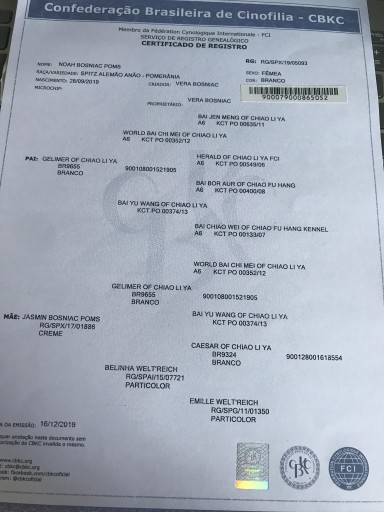 Confederação Brasileira de Cinofilia - CBKC
Membro da Fédération Cynologique Internationale - FCI
SERVIÇO DE REGISTRO GENEALÓGICO
CERTIFICADO DE REGISTRO
NOME: NOAH BOSNIAC POMS
RG: RG/SPX/19/05093
RAÇA/VARIEDADE: SPITZ ALEMÃO ANÃO - POMERÂNIA
SEXO: FÊMEA
NASCIMENTO: 28/09/2019
CRIADOR: VERA BOSNIAC
COR: BRANCO
MICROCHIP:
900079000865052
PROPRIETÁRIO: VERA BOSNIAC
BAI JEN MENG OF CHIAO LI YA
A6 KCT PO 00635/11
WORLD BAI CHI MEI OF CHIAO LI YA
A6 KCT PO 00352/12
HERALD OF CHIAO LI YA FCI
A6 KCT PO 00549/06
PAI: GELIMER OF CHIAO LI YA
BR9655 900108001521905
BRANCO
BAI BOR AUR OF CHIAO FU HANG
A6 KCT PO 00400/08
BAI YU WANG OF CHIAO LI YA
KCT PO 00374/13
BAI CHIAO WEI OF CHIAO FU HANG KENNEL
A6 KCT PO 00133/07
WORLD BAI CHI MEI OF CHIAO LI YA
A6 KCT PO 00352/12
GELIMER OF CHIAO LI YA
BR9655 900108001521905
BRANCO
BAI YU WANG OF CHIAO LI YA
KCT PO 00374/13
MÃE: JASMIN BOSNIAC POMS
RG/SPX/17/01886
CREME
CAESAR OF CHIAO LI YA
BR9324 900128001618554
BRANCO
BELINHA WELT'REICH
RG/SPAI/15/07721
PARTICOLOR
EMILLE WELT'REICH
RG/SPG/11/01350
PARTICOLOR
DA EMISSÃO: 16/12/2019
quer anotação neste documento sem
orização da CBKC invalida o mesmo.
www.cbkc.org
cbkc@cbkc.org
facebook.com/cbkcoficial
@cbkcoficial
CBKC
FCI